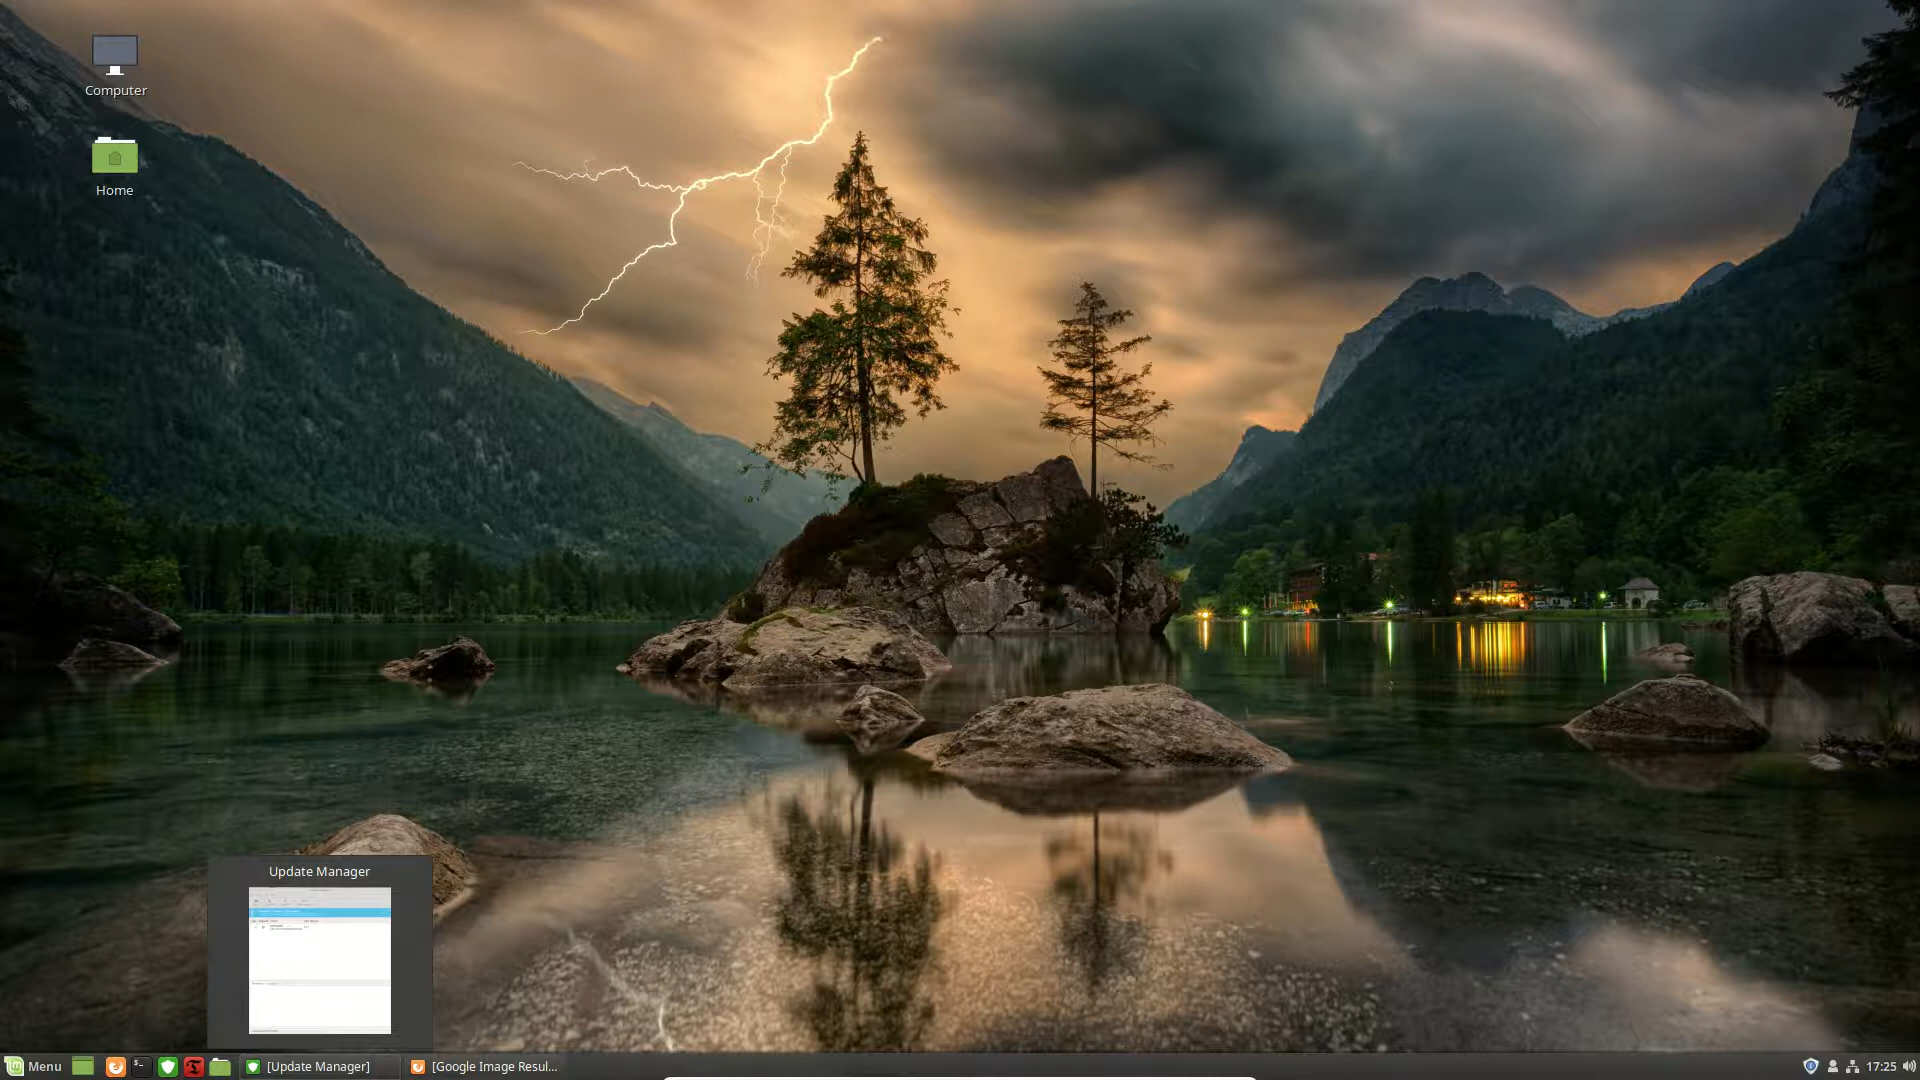 Computer
Home
Update Manager
Menu
[Update Manager]
[Google Image Resul...
17:25